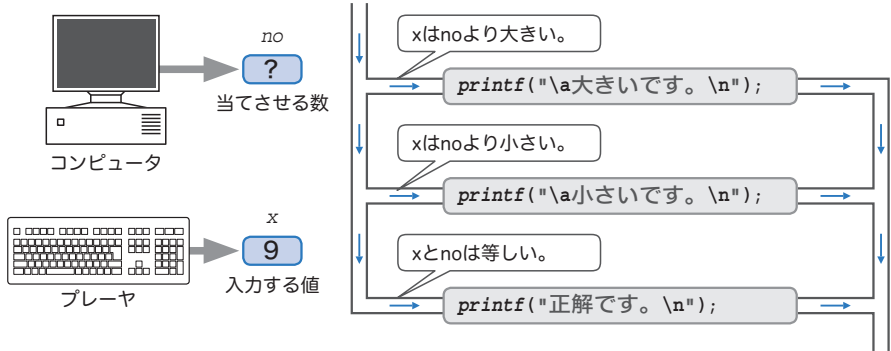 no
?
当てさせる数
コンピュータ
x
9
入力する値
プレーヤ
xはnoより大きい。
printf("\a大きいです。\n");
xはnoより小さい。
printf("\a小さいです。\n");
xとnoは等しい。
printf("正解です。\n");